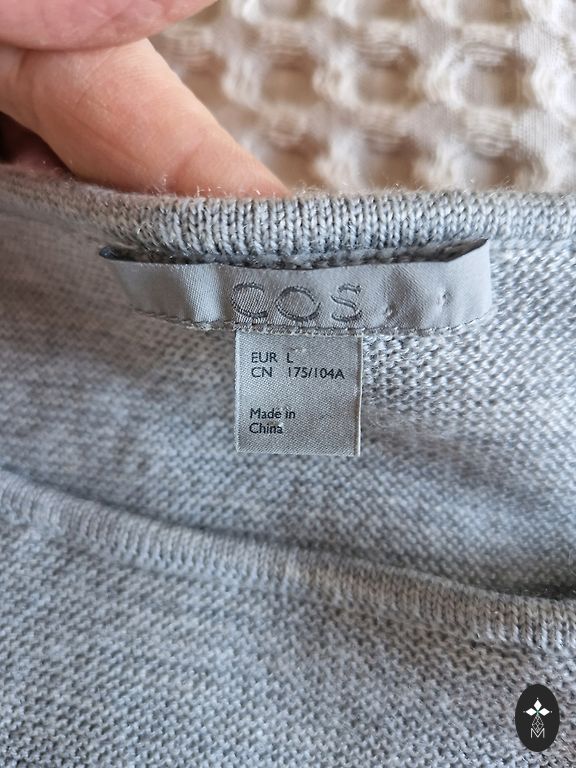 COS
EUR L
CN 175/104A
Made in
China
M